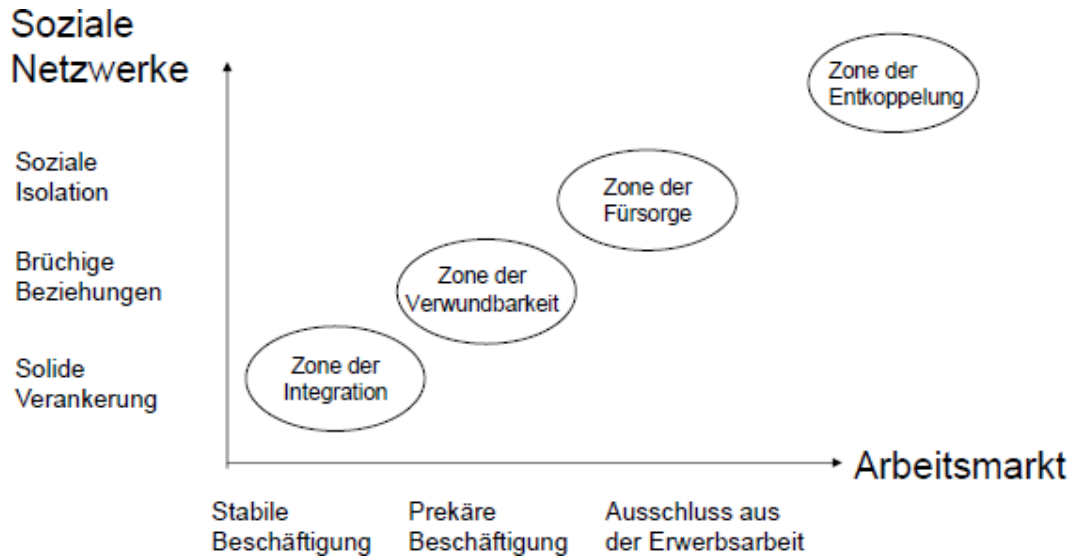 Soziale
Netzwerke
Zone der
Entkoppelung
Soziale
Isolation
Zone der
Fürsorge
Brüchige
Beziehungen
Zone der
Verwundbarkeit
Solide
Verankerung
Zone der
Integration
Arbeitsmarkt
Stabile
Beschäftigung
Prekäre
Beschäftigung
Ausschluss aus
der Erwerbsarbeit